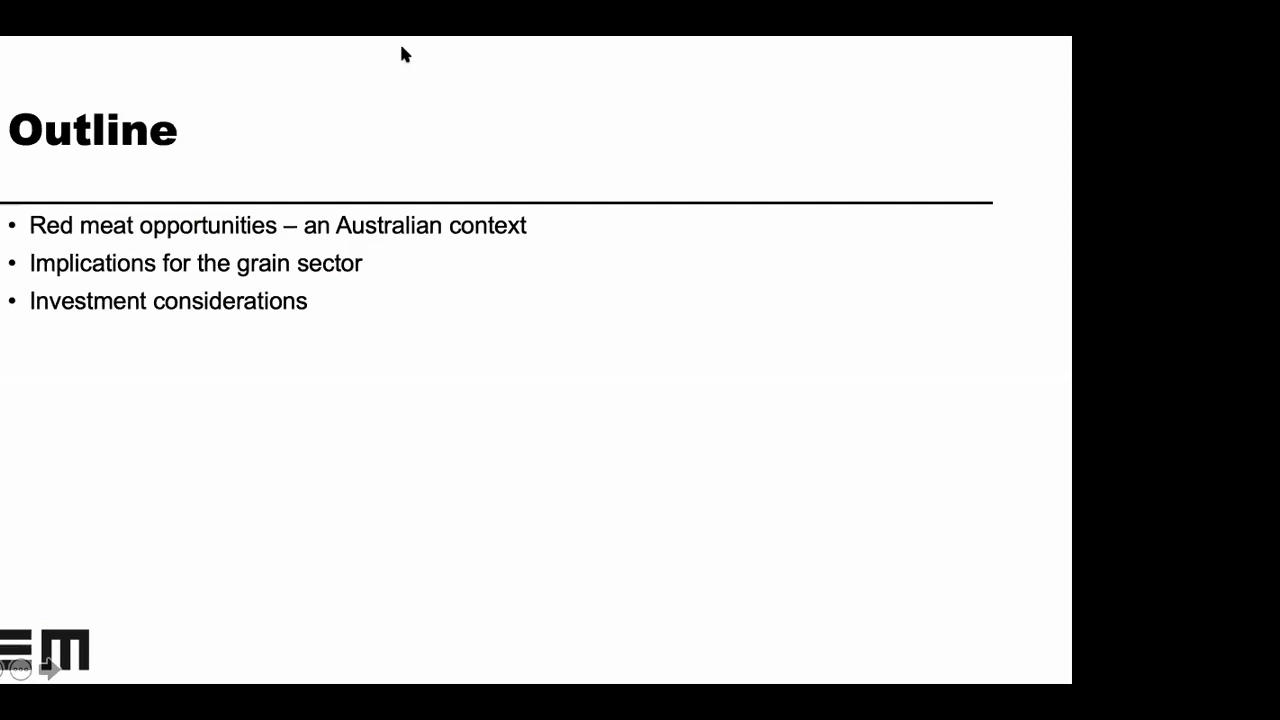 Outline
• Red meat opportunities – an Australian context
• Implications for the grain sector
• Investment considerations